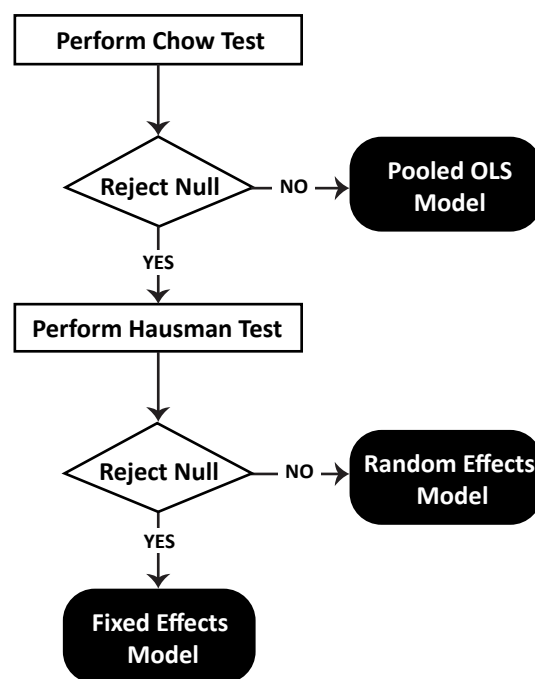 Perform Chow Test
Reject Null
NO
Pooled OLS
Model
YES
Perform Hausman Test
Reject Null
NO
Random Effects
Model
YES
Fixed Effects
Model